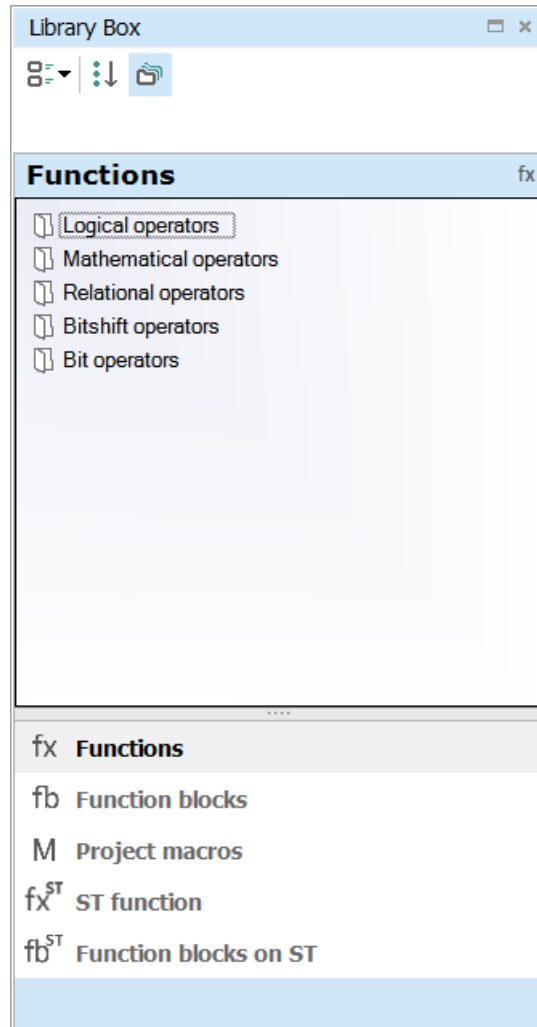 Library Box
Functions fx
Logical operators
Mathematical operators
Relational operators
Bitshift operators
Bit operators
fx Functions
fb Function blocks
M Project macros
fxST ST function
fbST Function blocks on ST